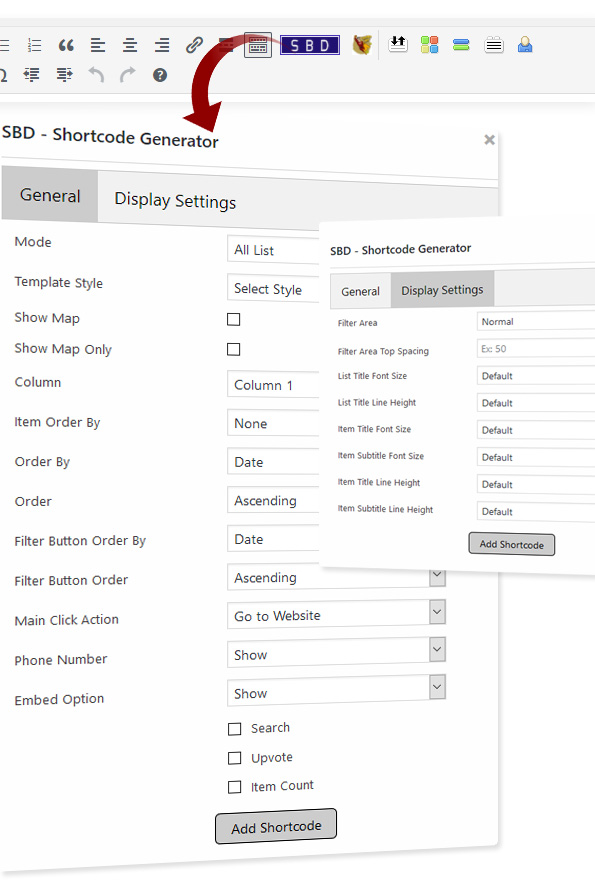 SBD
SBD - Shortcode Generator
General Display Settings
Mode All List
Template Style Select Style
Show Map
Show Map Only
Column Column 1
Item Order By None
Order By Date
Order Ascending
Filter Button Order By Date
Filter Button Order Ascending
Main Click Action Go to Website
Phone Number Show
Embed Option Show
Search
Upvote
Item Count
Add Shortcode
SBD - Shortcode Generator
General Display Settings
Filter Area Normal
Filter Area Top Spacing Ex: 50
List Title Font Size Default
List Title Line Height Default
Item Title Font Size Default
Item Subtitle Font Size Default
Item Title Line Height Default
Item Subtitle Line Height Default
Add Shortcode